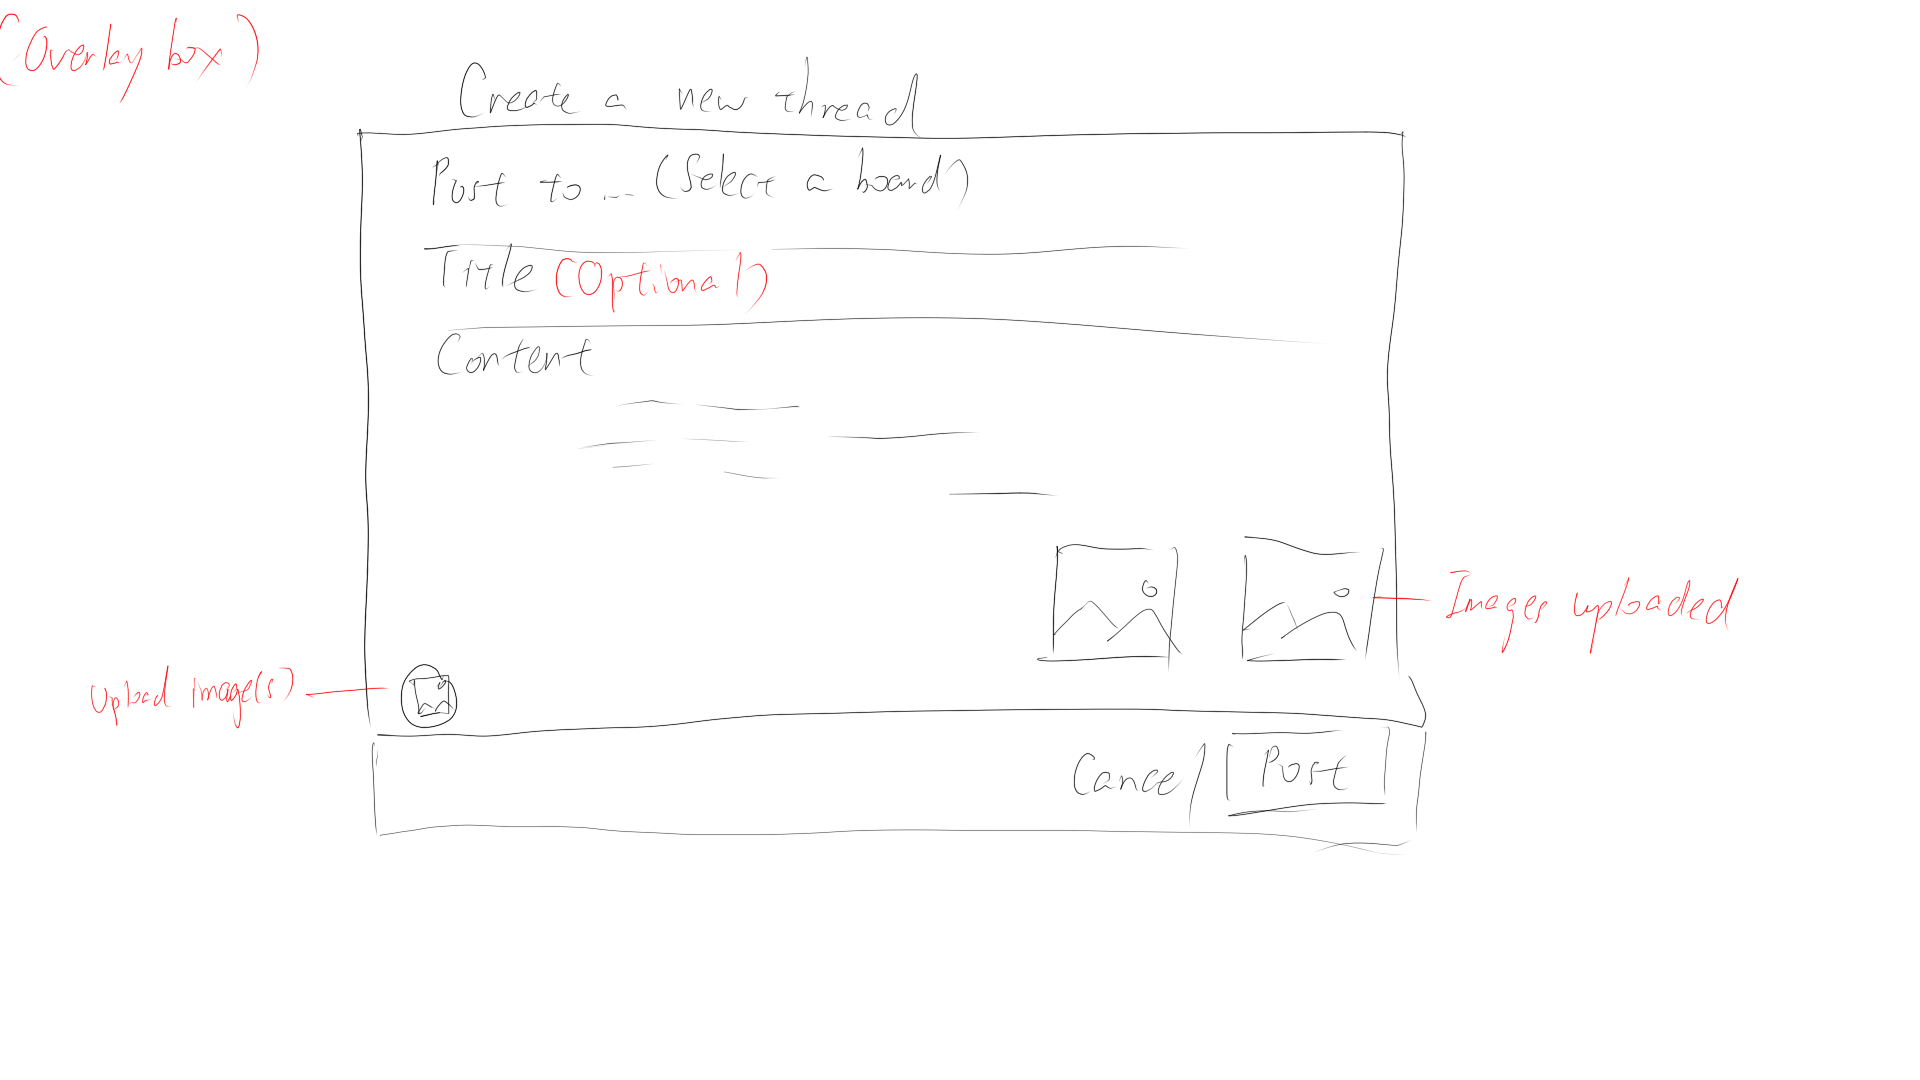 (Overlay box)
Create a new thread
Post to ... (Select a board)
Title (Optional)
Content
Images uploaded
Upload image(s)
Cancel
Post